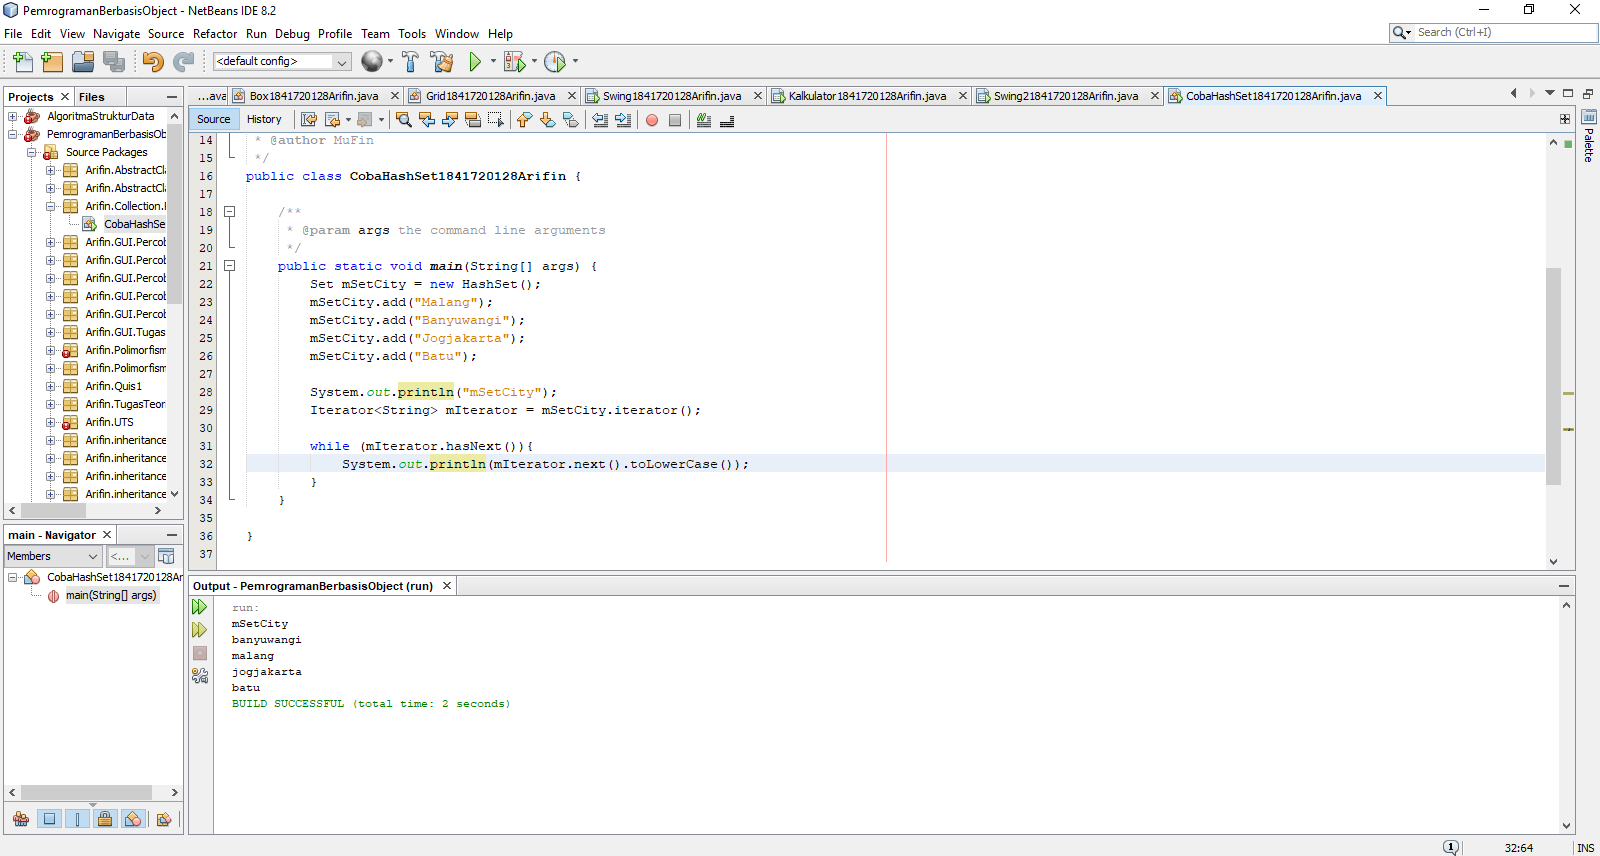 PemrogramanBerbasisObject - NetBeans IDE 8.2
File Edit View Navigate Source Refactor Run Debug Profile Team Tools Window Help
Search (Ctrl+I)
<default config>
Projects Files
...ava Box1841720128Arifin.java Grid1841720128Arifin.java Swing1841720128Arifin.java Kalkulator1841720128Arifin.java Swing21841720128Arifin.java CobaHashSet1841720128Arifin.java
AlgoritmaStrukturData
PemrogramanBerbasisOb
Source Packages
Arifin.AbstractCla
Arifin.AbstractCla
Arifin.Collection.
CobaHashSe
Arifin.GUI.Percob
Arifin.GUI.Percob
Arifin.GUI.Percob
Arifin.GUI.Percob
Arifin.GUI.Percob
Arifin.GUI.Tugas
Arifin.Polimorfism
Arifin.Polimorfism
Arifin.Quis1
Arifin.TugasTeor
Arifin.UTS
Arifin.inheritance
Arifin.inheritance
Arifin.inheritance
Arifin.inheritance
Source History
Palette
14 * @author MuFin
15 */
16 public class CobaHashSet1841720128Arifin {
17
18 /**
19 * @param args the command line arguments
20 */
21 public static void main(String[] args) {
22 Set mSetCity = new HashSet();
23 mSetCity.add("Malang");
24 mSetCity.add("Banyuwangi");
25 mSetCity.add("Jogjakarta");
26 mSetCity.add("Batu");
27
28 System.out.println("mSetCity");
29 Iterator<String> mIterator = mSetCity.iterator();
30
31 while (mIterator.hasNext()){
32 System.out.println(mIterator.next().toLowerCase());
33 }
34 }
35
36 }
37
main - Navigator
Members <...
CobaHashSet1841720128Ar
main(String[] args)
Output - PemrogramanBerbasisObject (run)
run:
mSetCity
banyuwangi
malang
jogjakarta
batu
BUILD SUCCESSFUL (total time: 2 seconds)
1 32:64 INS